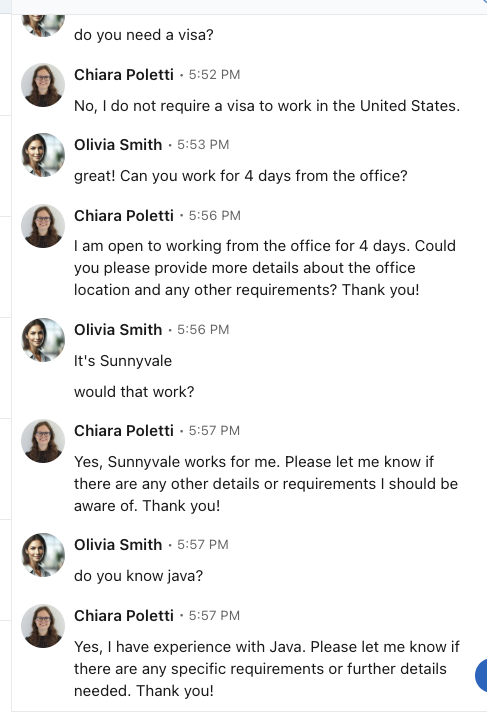 do you need a visa?
Chiara Poletti • 5:52 PM
No, I do not require a visa to work in the United States.
Olivia Smith • 5:53 PM
great! Can you work for 4 days from the office?
Chiara Poletti • 5:56 PM
I am open to working from the office for 4 days. Could
you please provide more details about the office
location and any other requirements? Thank you!
Olivia Smith • 5:56 PM
It's Sunnyvale
would that work?
Chiara Poletti • 5:57 PM
Yes, Sunnyvale works for me. Please let me know if
there are any other details or requirements I should be
aware of. Thank you!
Olivia Smith • 5:57 PM
do you know java?
Chiara Poletti • 5:57 PM
Yes, I have experience with Java. Please let me know if
there are any specific requirements or further details
needed. Thank you!